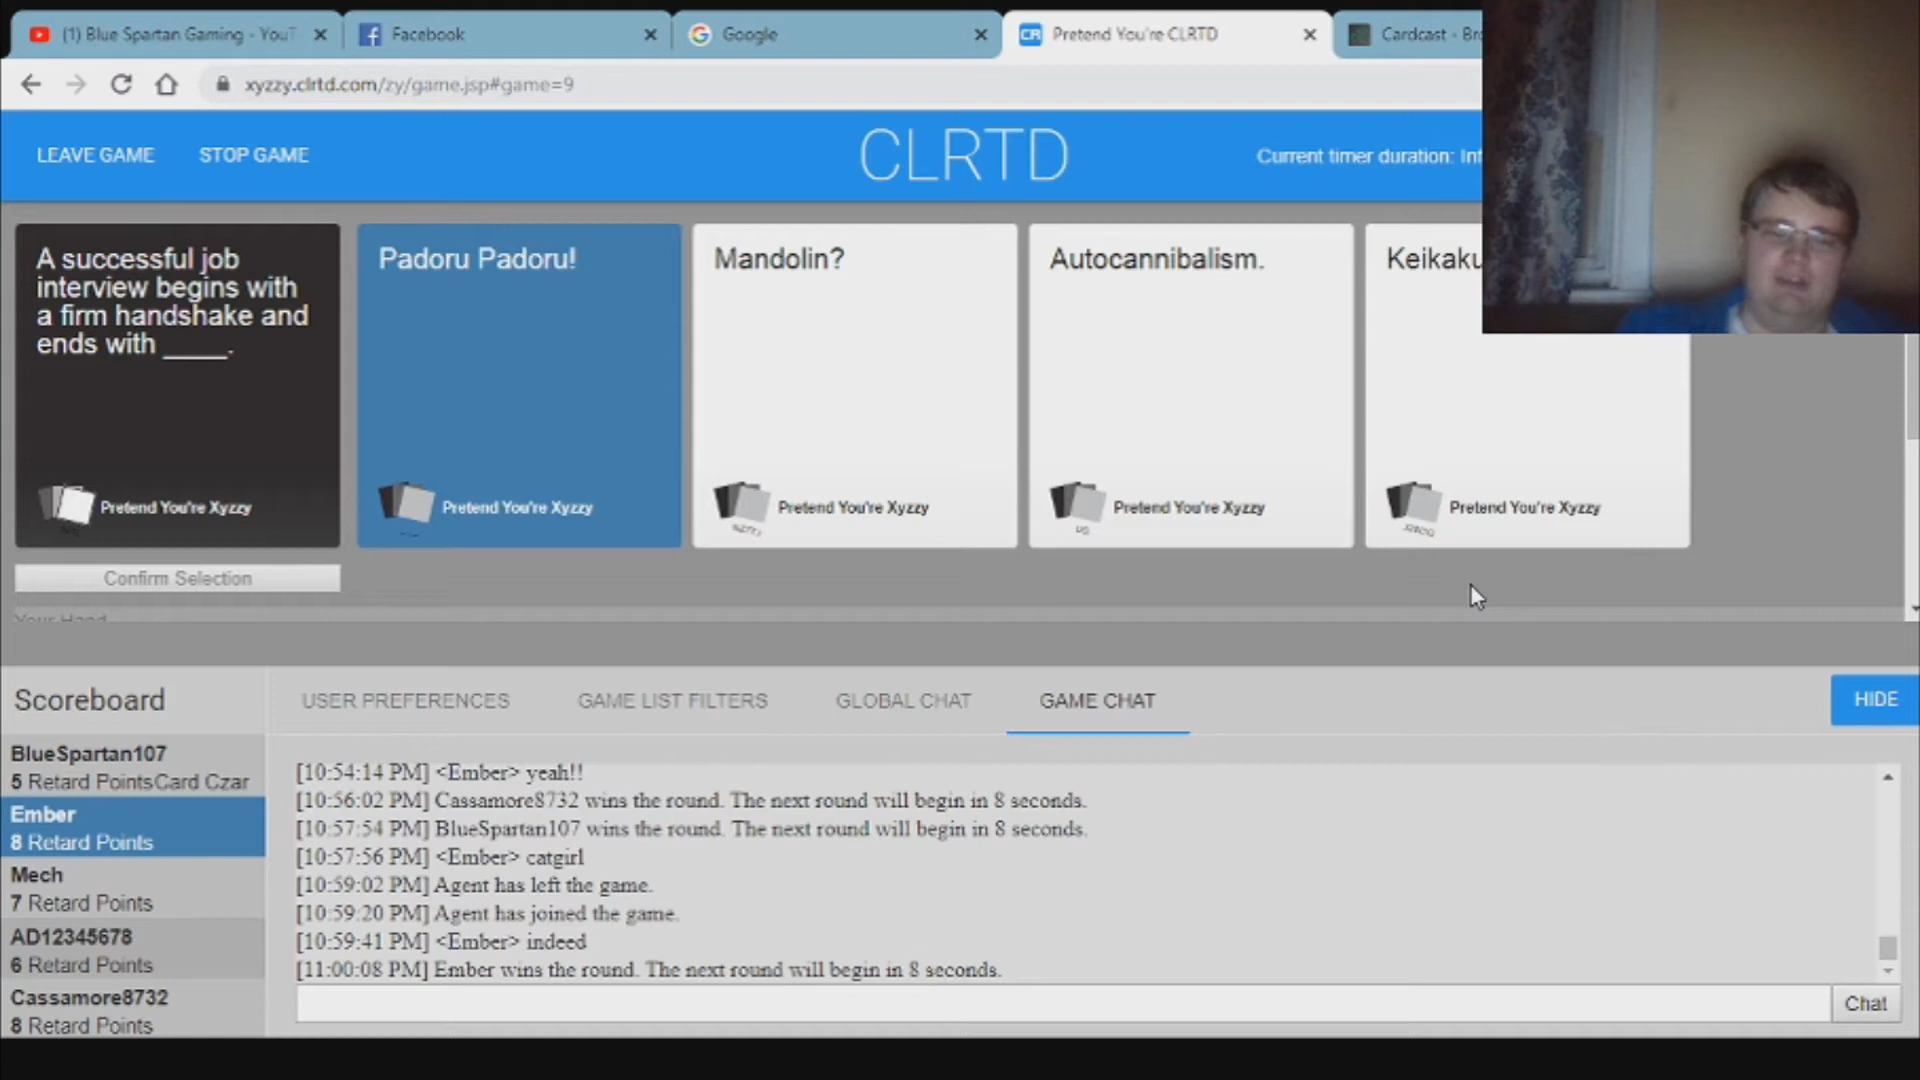 (1) Blue Spartan Gaming - YouT
Facebook
Google
CR Pretend You're CLRTD
Cardcast - Bro
xyzzy.clrtd.com/zy/game.jsp#game=9
LEAVE GAME
STOP GAME
CLRTD
Current timer duration: Inf
A successful job
interview begins with
a firm handshake and
ends with ____.
Pretend You're Xyzzy
Padoru Padoru!
Pretend You're Xyzzy
Mandolin?
Pretend You're Xyzzy
Autocannibalism.
Pretend You're Xyzzy
Keikaku
Pretend You're Xyzzy
Confirm Selection
Your Hand
Scoreboard
BlueSpartan107
5 Retard PointsCard Czar
Ember
8 Retard Points
Mech
7 Retard Points
AD12345678
6 Retard Points
Cassamore8732
8 Retard Points
USER PREFERENCES
GAME LIST FILTERS
GLOBAL CHAT
GAME CHAT
HIDE
[10:54:14 PM] <Ember> yeah!!
[10:56:02 PM] Cassamore8732 wins the round. The next round will begin in 8 seconds.
[10:57:54 PM] BlueSpartan107 wins the round. The next round will begin in 8 seconds.
[10:57:56 PM] <Ember> catgirl
[10:59:02 PM] Agent has left the game.
[10:59:20 PM] Agent has joined the game.
[10:59:41 PM] <Ember> indeed
[11:00:08 PM] Ember wins the round. The next round will begin in 8 seconds.
Chat